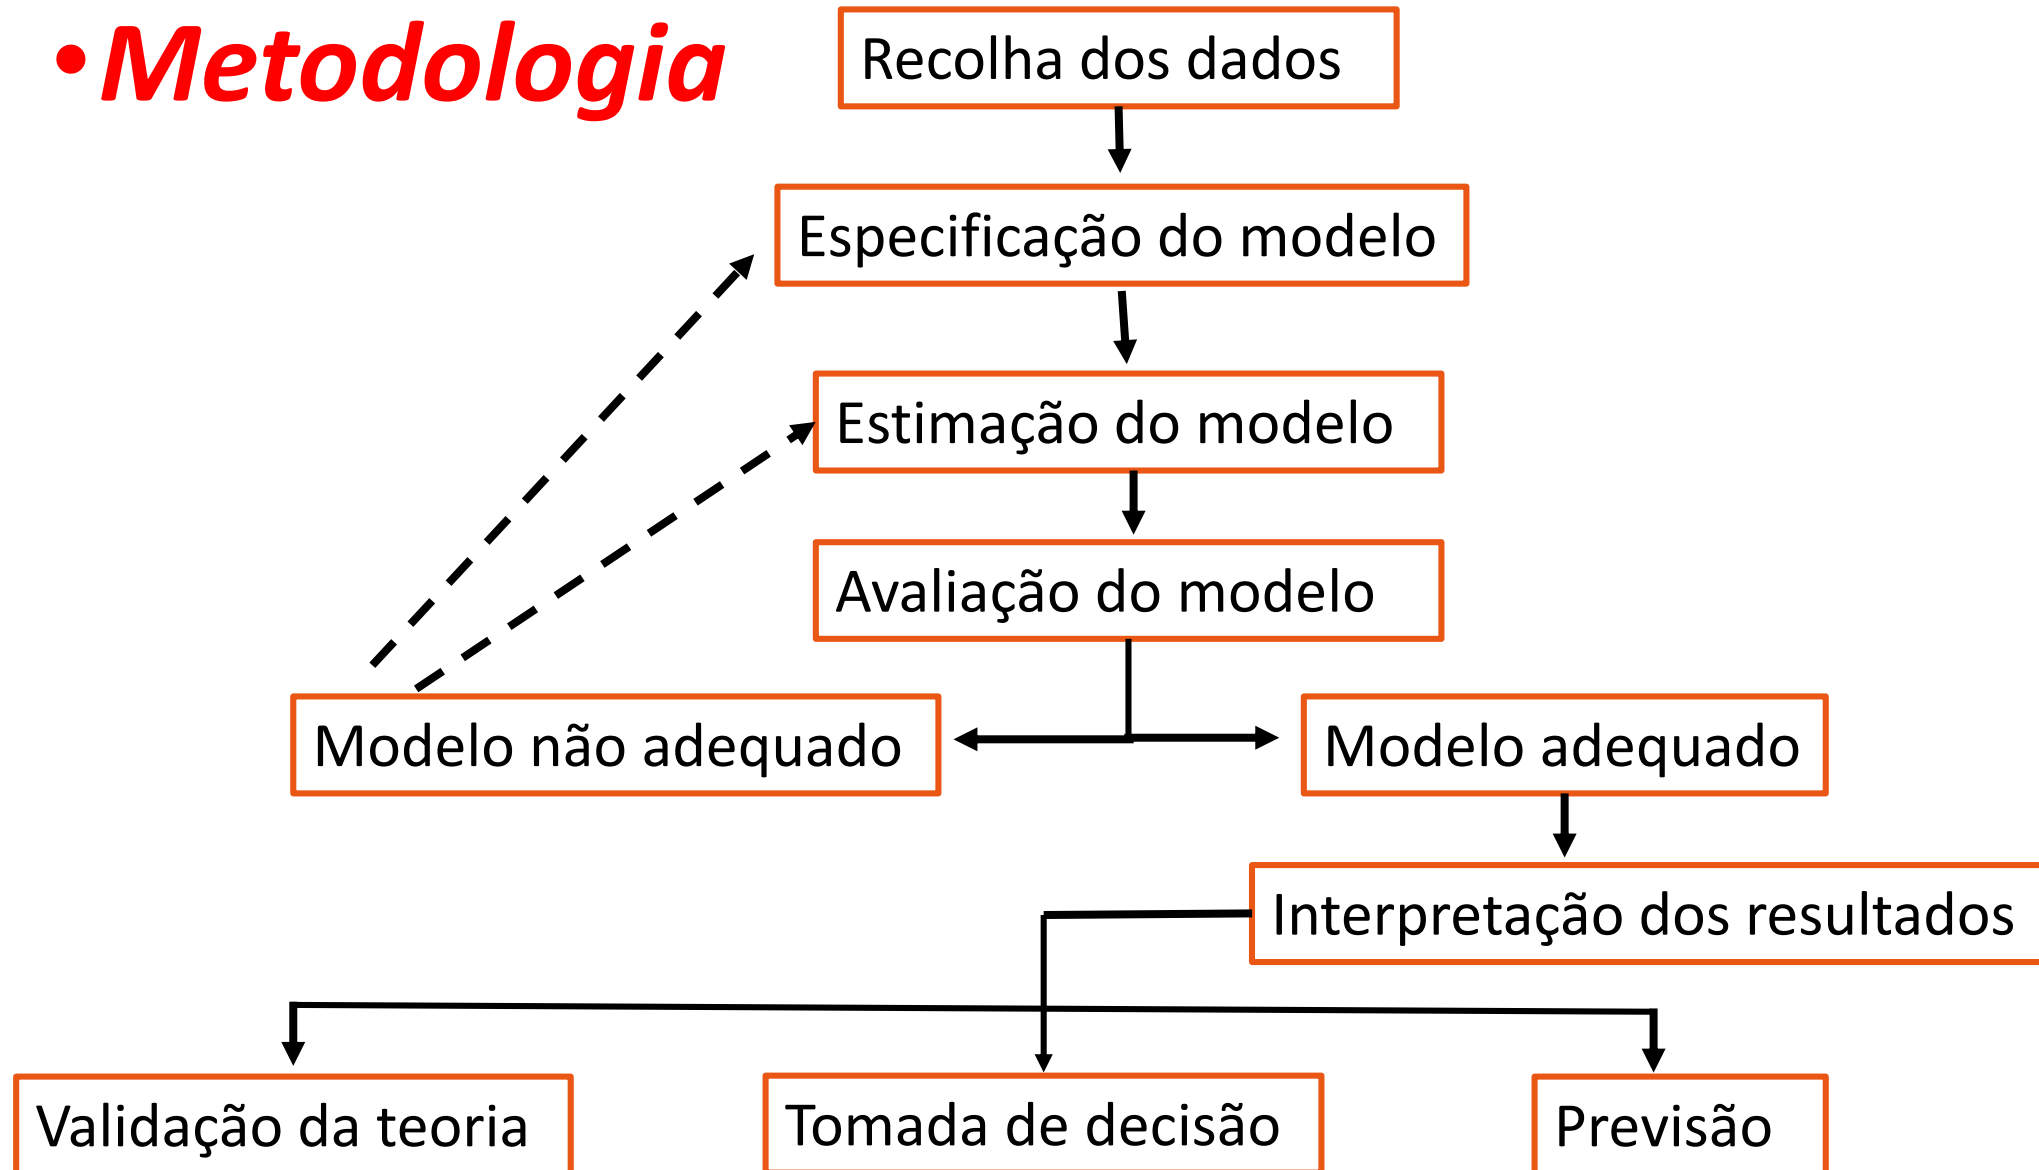 •Metodologia
Recolha dos dados
Especificação do modelo
Estimação do modelo
Avaliação do modelo
Modelo não adequado
Modelo adequado
Interpretação dos resultados
Validação da teoria
Tomada de decisão
Previsão